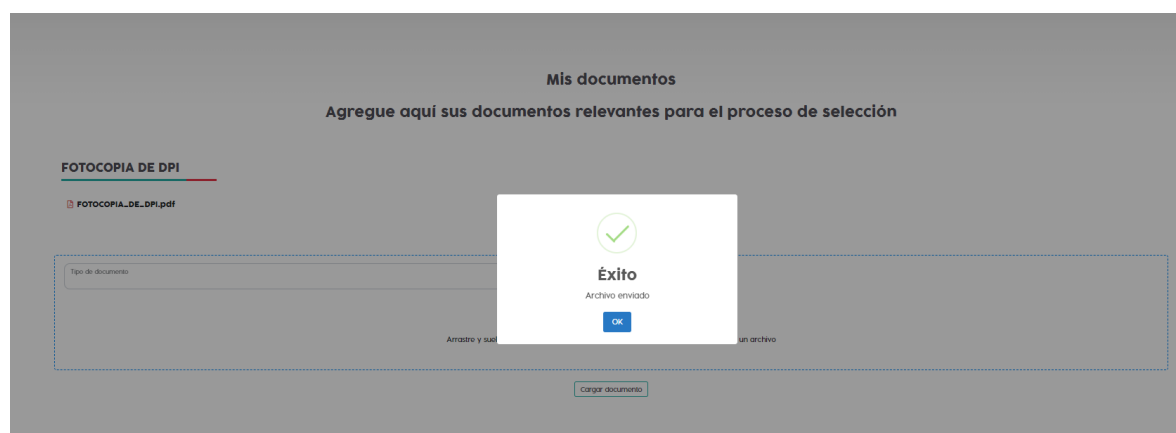 Mis documentos
Agregue aquí sus documentos relevantes para el proceso de selección
FOTOCOPIA DE DPI
FOTOCOPIA_DE_DPI.pdf
Tipo de documento
Éxito
Archivo enviado
OK
Arrastre y un archivo
Cargar documento